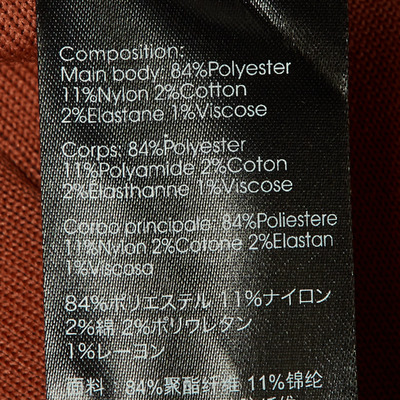 Composition:
Main body: 84%Polyester
11%Nylon 2%Cotton
2%Elastane 1%Viscose
Corps: 84%Polyester
11%Polyamide 2%Coton
2%Elasthanne 1%Viscose
Corpo principale: 84%Poliestere
11%Nylon 2%Cotone 2%Elastan
1%Viscosa
84%ポリエステル 11%ナイロン
2%綿 2%ポリウレタン
1%レーヨン
面料：84%聚酯纤维 11%锦纶